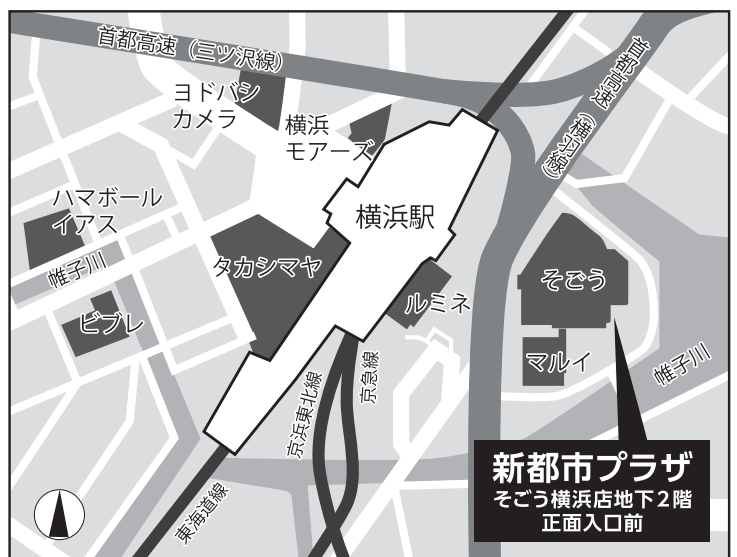 首都高速（三ツ沢線）
首都高速（横羽線）
ヨドバシ
カメラ
横浜
モアーズ
ハマボール
イアス
横浜駅
帷子川
タカシマヤ
そごう
ルミネ
ビブレ
マルイ
帷子川
京急線
京浜東北線
東海道線
新都市プラザ
そごう横浜店地下２階
正面入口前